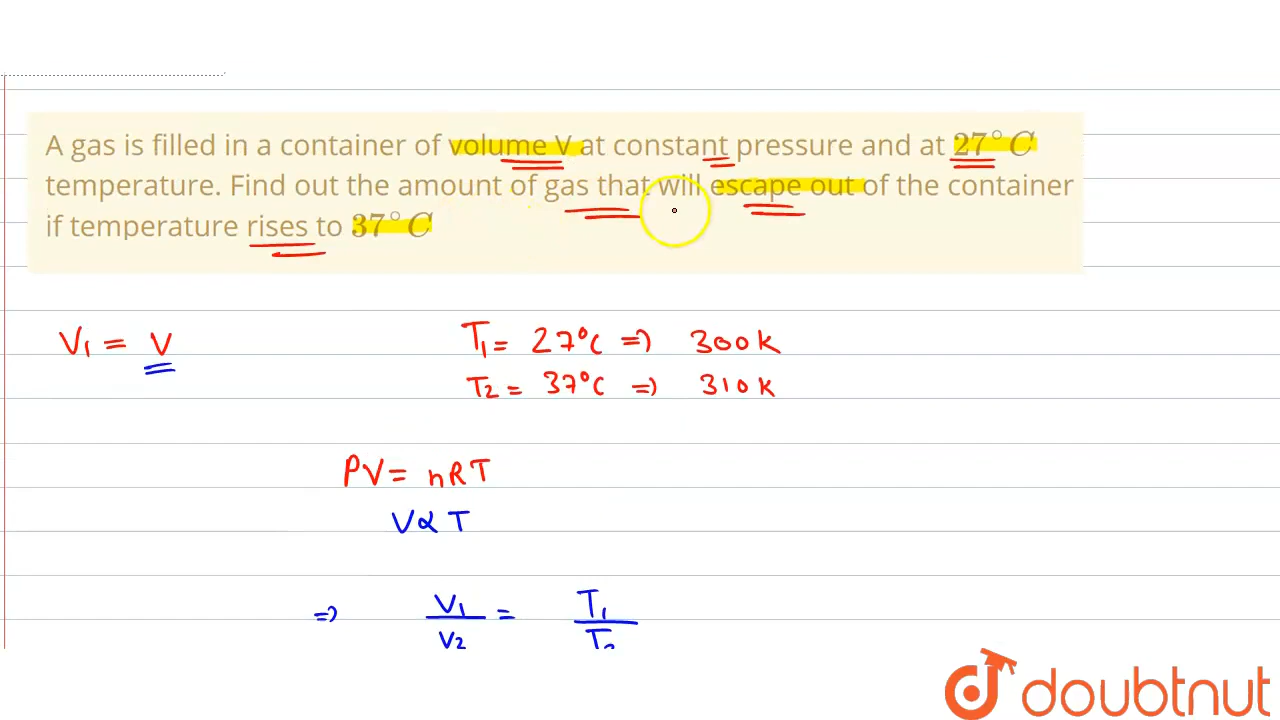 A gas is filled in a container of volume V at constant pressure and at 27°C
temperature. Find out the amount of gas that will escape out of the container
if temperature rises to 37°C
V₁ = V
T₁ = 27°C ⇒ 300K
T₂ = 37°C ⇒ 310K
PV = nRT
V ∝ T
⇒ V₁/V₂ = T₁/T₂
doubtnut